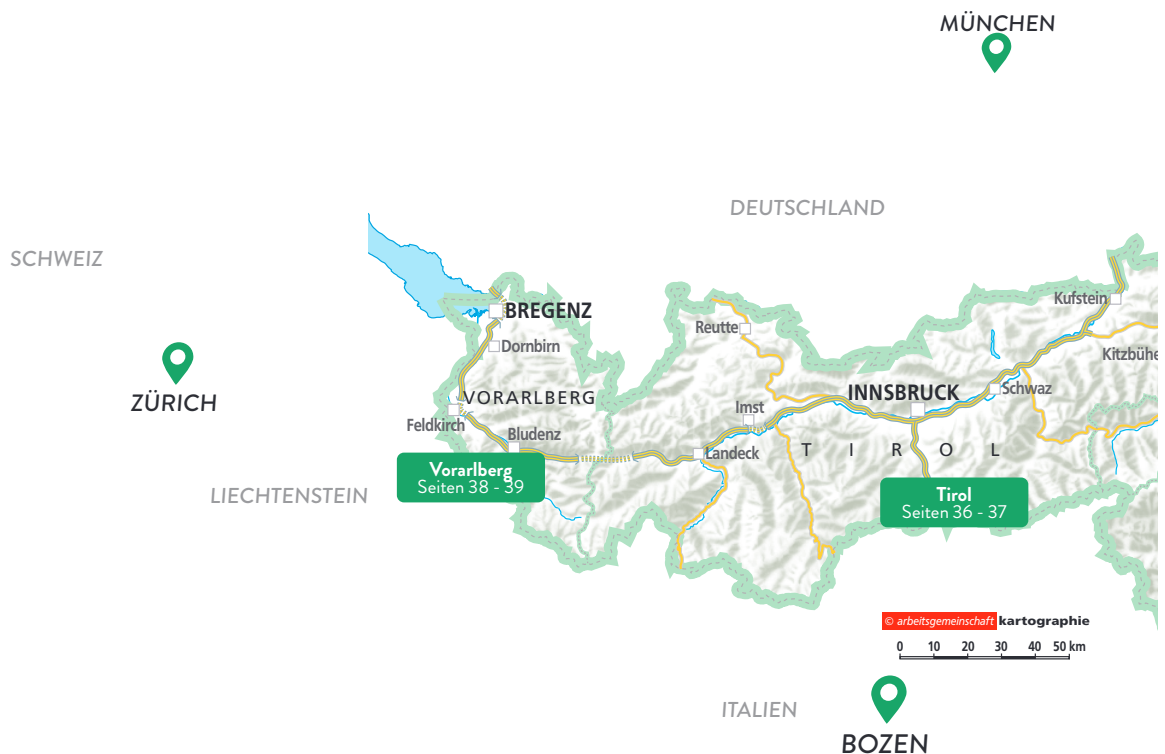 MÜNCHEN
DEUTSCHLAND
SCHWEIZ
Kufstein
BREGENZ
Reutte
Dornbirn
Kitzbühe
ZÜRICH
VORARLBERG
INNSBRUCK
Schwaz
Imst
Feldkirch
Bludenz
Landeck
TIROL
Vorarlberg
Seiten 38 - 39
LIECHTENSTEIN
Tirol
Seiten 36 - 37
© arbeitsgemeinschaft kartographie
0 10 20 30 40 50 km
ITALIEN
BOZEN